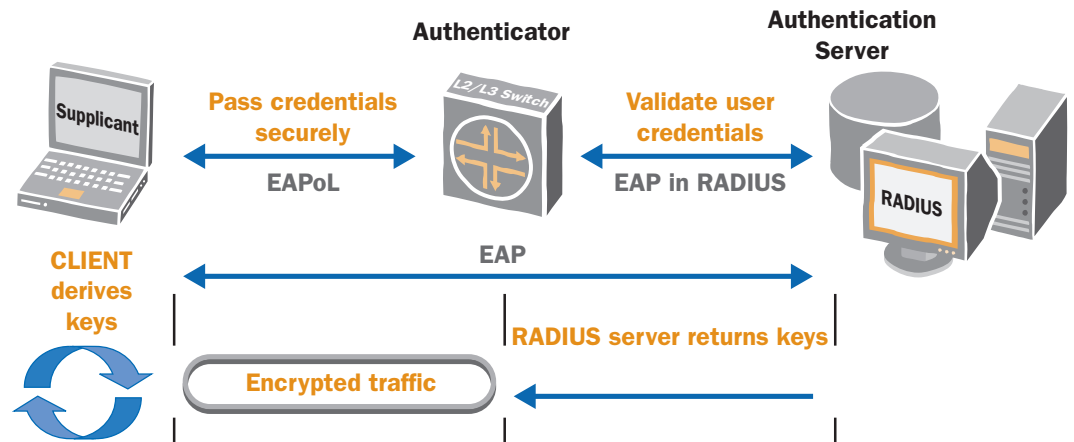 Authenticator
Authentication
Server
Supplicant
Pass credentials
securely
EAPoL
L2/L3 Switch
Validate user
credentials
EAP in RADIUS
RADIUS
CLIENT
derives
keys
EAP
RADIUS server returns keys
Encrypted traffic